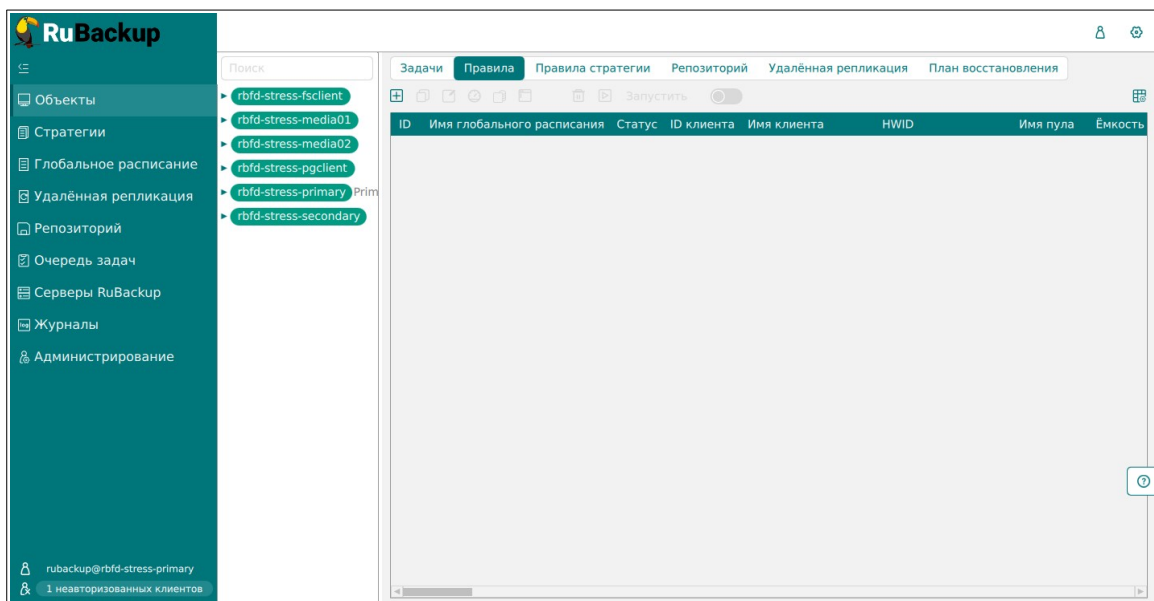 RuBackup
Объекты
Стратегии
Глобальное расписание
Удалённая репликация
Репозиторий
Очередь задач
Серверы RuBackup
Журналы
Администрирование
rubackup@rbfd-stress-primary
1 неавторизованных клиентов
Поиск
rbfd-stress-fsclient
rbfd-stress-media01
rbfd-stress-media02
rbfd-stress-pgclient
rbfd-stress-primary Prim
rbfd-stress-secondary
Задачи Правила Правила стратегии Репозиторий Удалённая репликация План восстановления
Запустить
ID Имя глобального расписания Статус ID клиента Имя клиента HWID Имя пула Ёмкость